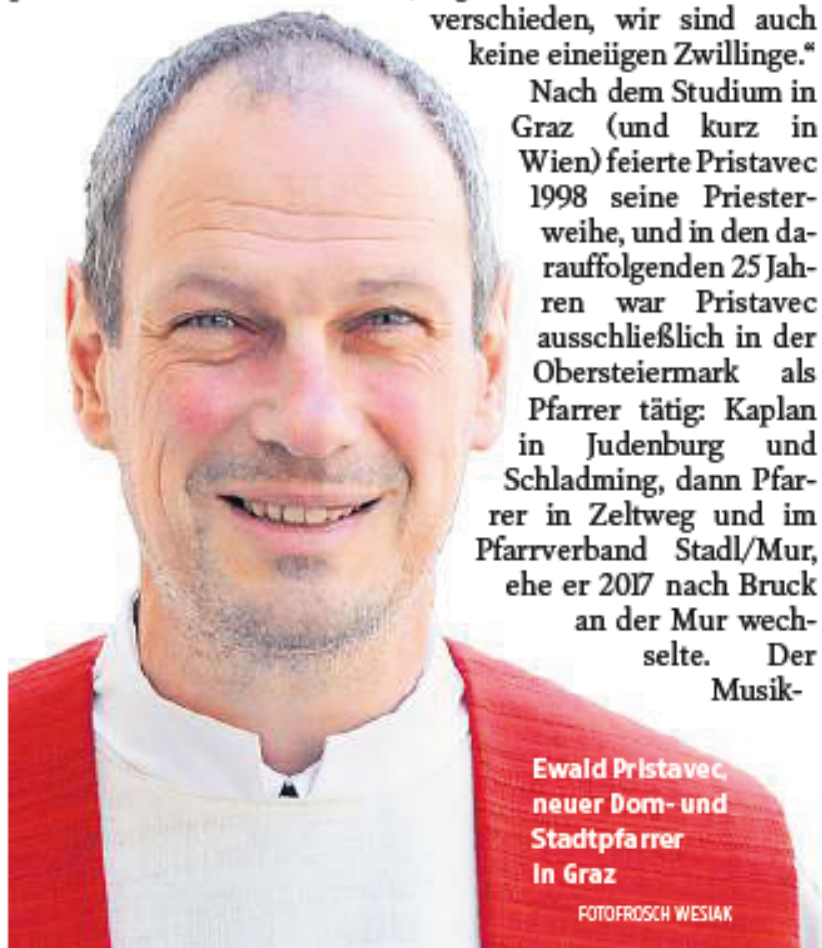 verschieden, wir sind auch
keine eineiigen Zwillinge.“
Nach dem Studium in
Graz (und kurz in
Wien) feierte Pristavec
1998 seine Priester-
weihe, und in den da-
rauffolgenden 25 Jah-
ren war Pristavec
ausschließlich in der
Obersteiermark als
Pfarrer tätig: Kaplan
in Judenburg und
Schladming, dann Pfar-
rer in Zeltweg und im
Pfarrverband Stadl/Mur,
ehe er 2017 nach Bruck
an der Mur wech-
selte. Der
Musik-
Ewald Pristavec,
neuer Dom- und
Stadtpfarrer
in Graz
FOTOFROSCH WESIAK